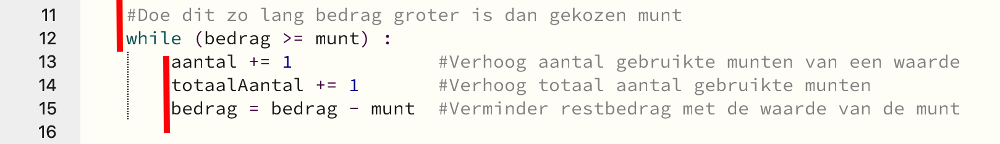 11 #Doe dit zo lang bedrag groter is dan gekozen munt
12 while (bedrag >= munt) :
13 aantal += 1 #Verhoog aantal gebruikte munten van een waarde
14 totaalAantal += 1 #Verhoog totaal aantal gebruikte munten
15 bedrag = bedrag - munt #Verminder restbedrag met de waarde van de munt
16